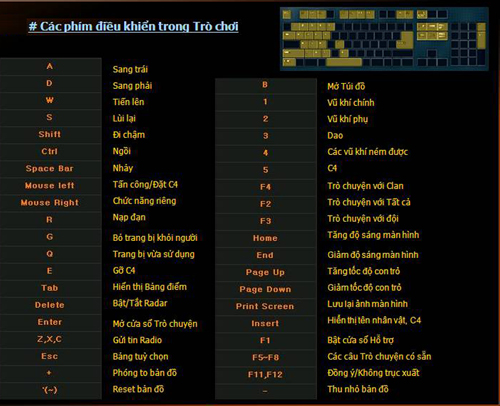 # Các phím điều khiển trong Trò chơi
A Sang trái
D Sang phải
W Tiến lên
S Lùi lại
Shift Đi chậm
Ctrl Ngồi
Space Bar Nhảy
Mouse left Tấn công/Đặt C4
Mouse Right Chức năng riêng
R Nạp đạn
G Bỏ trang bị khỏi người
Q Trang bị vừa sử dụng
E Gỡ C4
Tab Hiển thị Bảng điểm
Delete Bật/Tắt Radar
Enter Mở cửa sổ Trò chuyện
Z,X,C Gửi tin Radio
Esc Bảng tuỳ chọn
+ Phóng to bản đồ
'(~) Reset bản đồ
B Mở Túi đồ
1 Vũ khí chính
2 Vũ khí phụ
3 Dao
4 Các vũ khí ném được
5 C4
F4 Trò chuyện với Clan
F2 Trò chuyện với Tất cả
F3 Trò chuyện với đội
Home Tăng độ sáng màn hình
End Giảm độ sáng màn hình
Page Up Tăng tốc độ con trỏ
Page Down Giảm tốc độ con trỏ
Print Screen Lưu lại ảnh màn hình
Insert Hiển thị tên nhân vật, C4
F1 Bật cửa sổ Hỗ trợ
F5~F8 Các câu Trò chuyện có sẵn
F11,F12 Đồng ý/Không trục xuất
- Thu nhỏ bản đồ